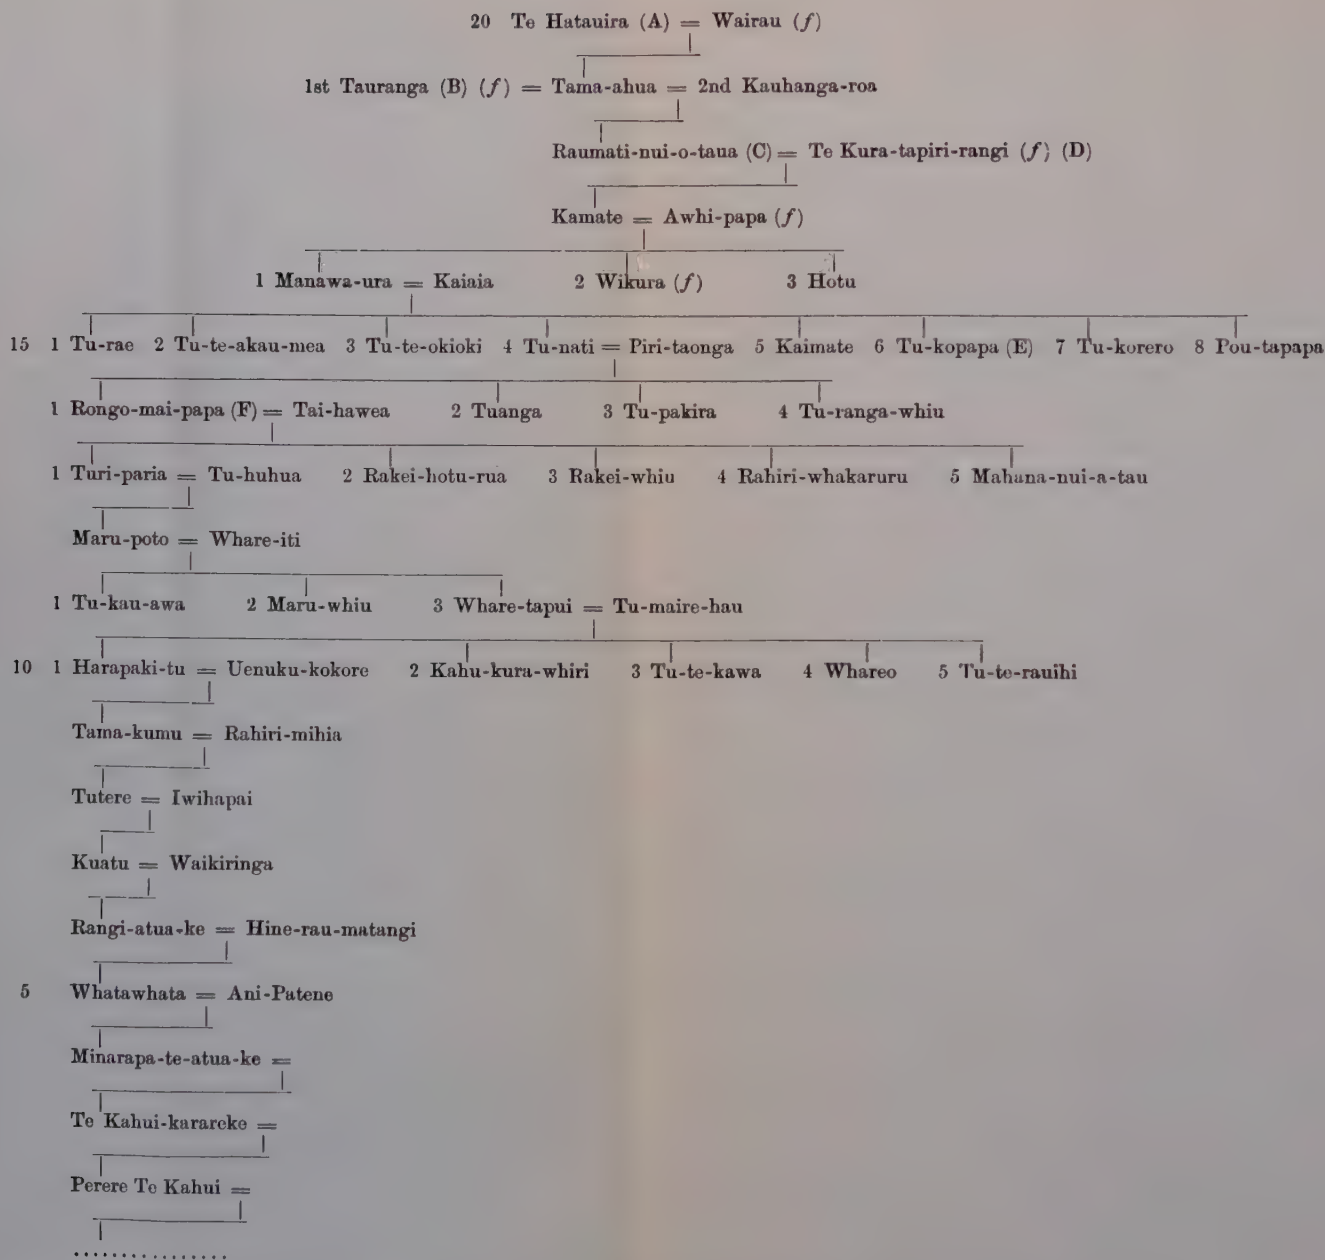 20 Te Hatauira (A) = Wairau (f)
1st Tauranga (B) (f) = Tama-ahua = 2nd Kauhanga-roa
Raumati-nui-o-taua (C) = Te Kura-tapiri-rangi (f) (D)
Kamate = Awhi-papa (f)
1 Manawa-ura = Kaiaia 2 Wikura (f) 3 Hotu
15 1 Tu-rae 2 Tu-te-akau-mea 3 Tu-te-okioki 4 Tu-nati = Piri-taonga 5 Kaimate 6 Tu-kopapa (E) 7 Tu-korero 8 Pou-tapapa
1 Rongo-mai-papa (F) = Tai-hawea 2 Tuanga 3 Tu-pakira 4 Tu-ranga-whiu
1 Turi-paria = Tu-huhua 2 Rakei-hotu-rua 3 Rakei-whiu 4 Rahiri-whakaruru 5 Mahana-nui-a-tau
Maru-poto = Whare-iti
1 Tu-kau-awa 2 Maru-whiu 3 Whare-tapui = Tu-maire-hau
10 1 Harapaki-tu = Uenuku-kokore 2 Kahu-kura-whiri 3 Tu-te-kawa 4 Whareo 5 Tu-te-rauihi
Tama-kumu = Rahiri-mihia
Tutere = Iwihapai
Kuatu = Waikiringa
Rangi-atua-ke = Hine-rau-matangi
5 Whatawhata = Ani-Patene
Minarapa-te-atua-ke =
Te Kahui-karareke =
Perere Te Kahui =
................